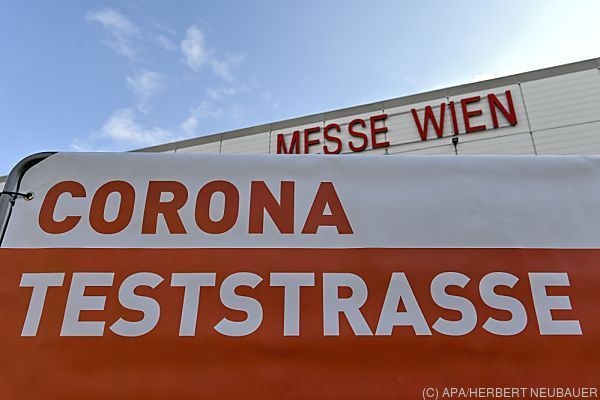 MESSE WIEN
CORONA
TESTSTRASSE
(C) APA/HERBERT NEUBAUER